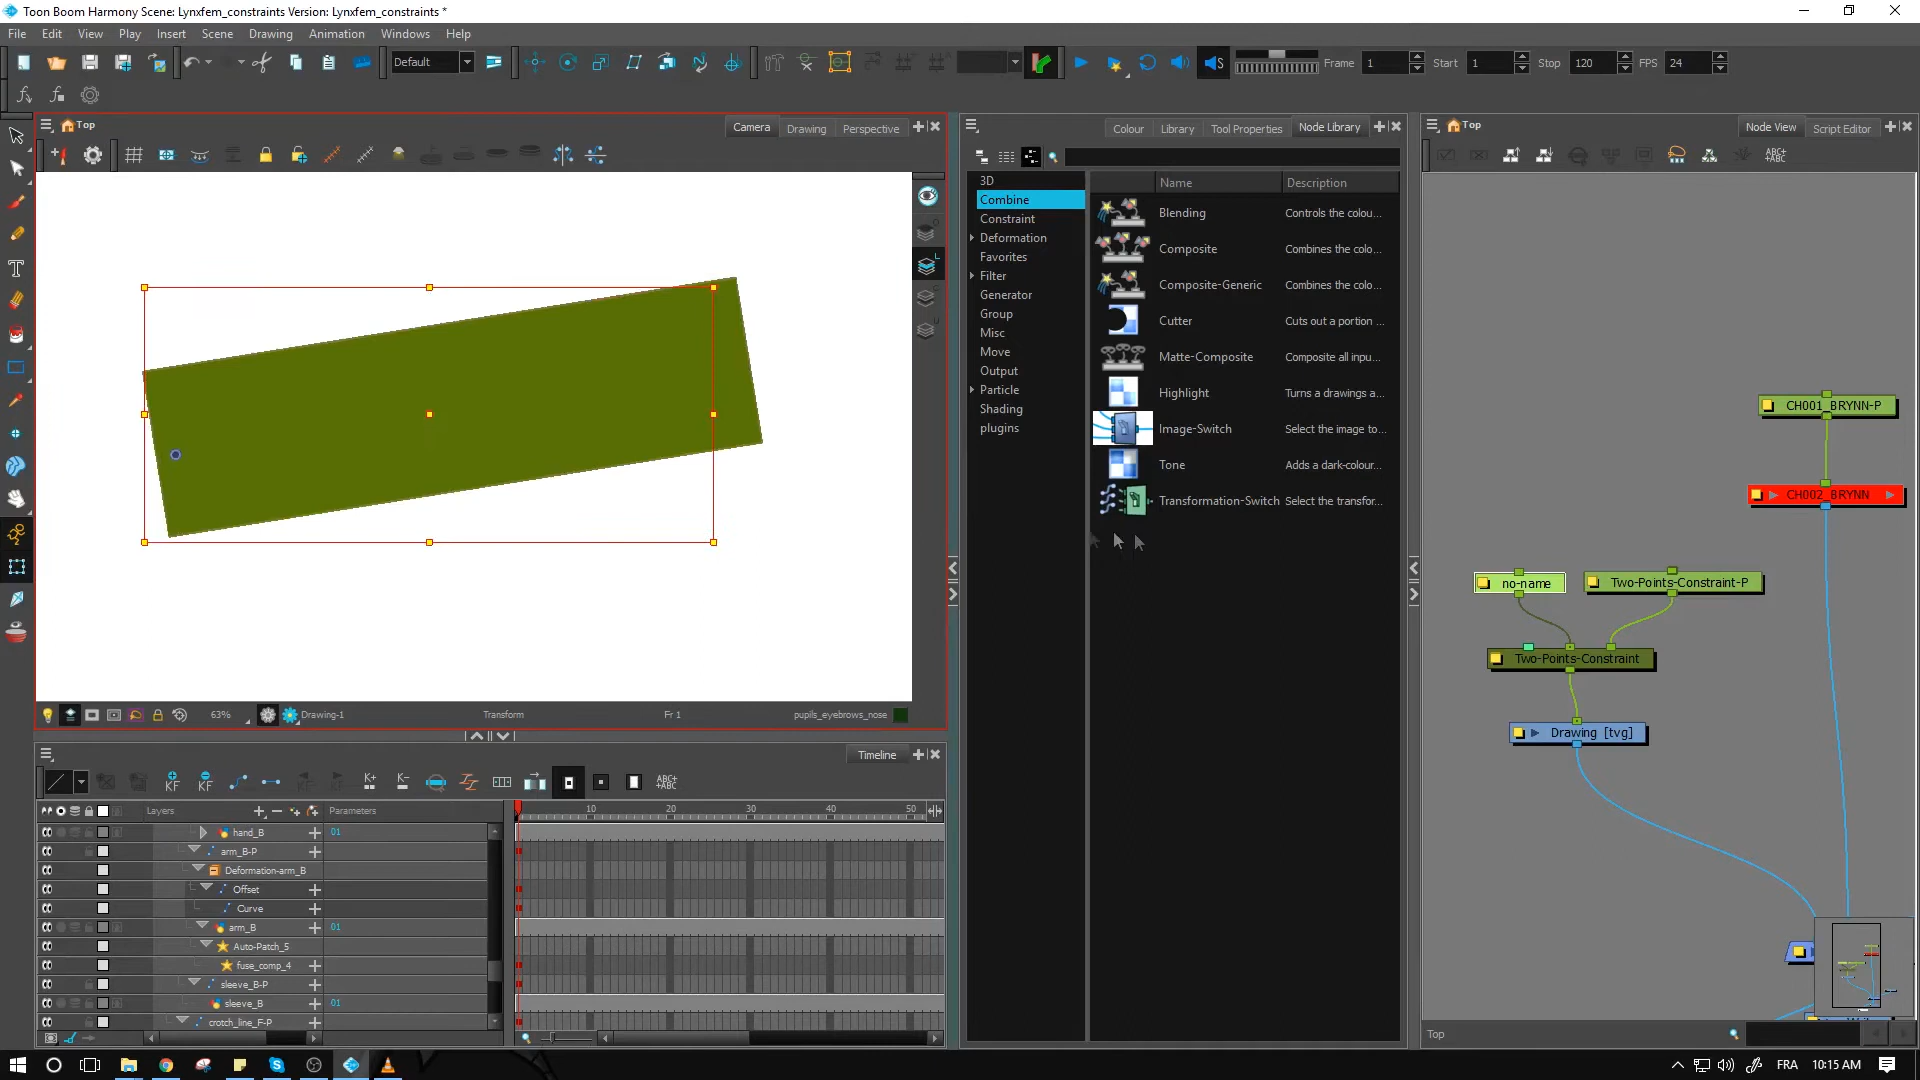 Toon Boom Harmony Scene: Lynxfem_constraints Version: Lynxfem_constraints *
File Edit View Play Insert Scene Drawing Animation Windows Help
Default
Frame 1 Start 1 Stop 120 FPS 24
Top
Camera Drawing Perspective
Colour Library Tool Properties Node Library
Top
Node View Script Editor
ABC+
+ABC
3D
Combine
Constraint
Deformation
Favorites
Filter
Generator
Group
Misc
Move
Output
Particle
Shading
plugins
Name Description
Blending Controls the colou...
Composite Combines the colo...
Composite-Generic Combines the colo...
Cutter Cuts out a portion ...
Matte-Composite Composite all inpu...
Highlight Turns a drawings a...
Image-Switch Select the image to...
Tone Adds a dark-colour...
Transformation-Switch Select the transfor...
CH001_BRYNN-P
CH002_BRYNN
no-name
Two-Points-Constraint-P
Two-Points-Constraint
Drawing [tvg]
Top
63% Drawing-1 Transform Fr 1 pupils_eyebrows_nose
Timeline
KF KF K+ K- ABC+
+ABC
Layers Parameters 10 20 30 40 50
hand_B 01
arm_B-P
Deformation-arm_B
Offset
Curve
arm_B 01
Auto-Patch_5
fuse_comp_4
sleeve_B-P
sleeve_B 01
crotch_line_F-P
FRA 10:15 AM